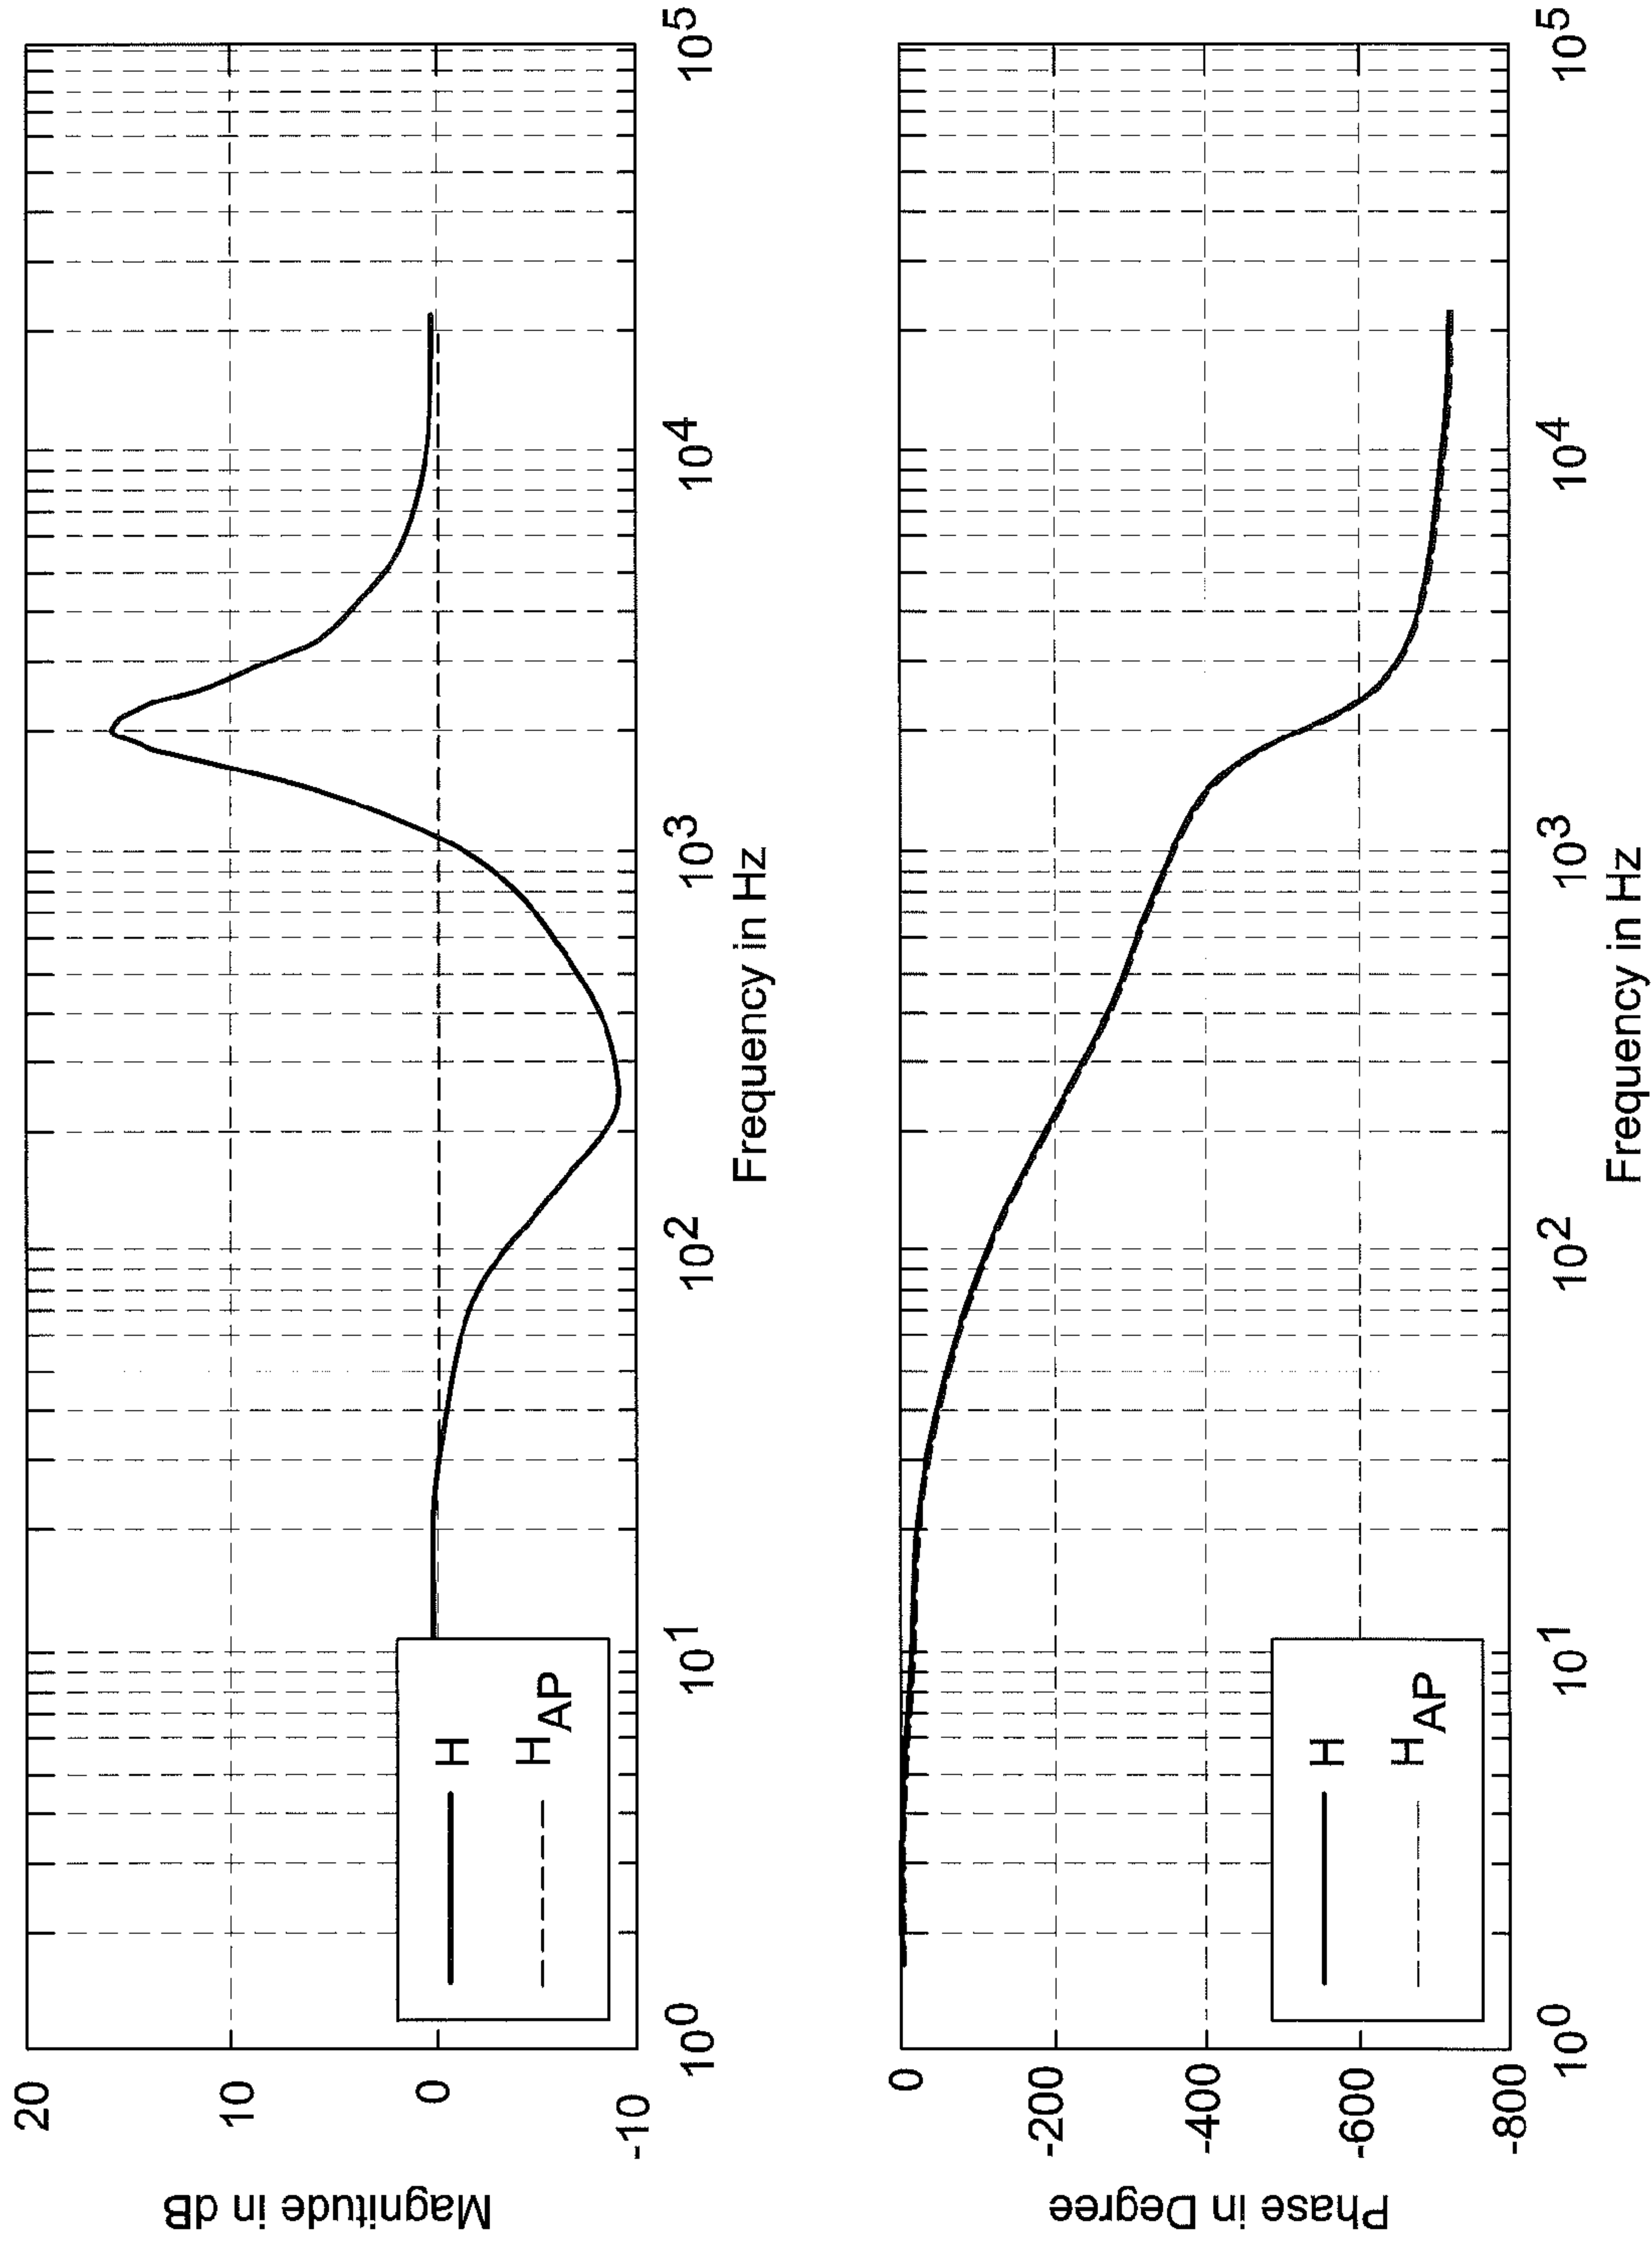 Magnitude in dB
20
10
0
-10
H
H_AP
10^0
10^1
10^2
10^3
10^4
10^5
Frequency in Hz
Phase in Degree
0
-200
-400
-600
-800
H
H_AP
10^0
10^1
10^2
10^3
10^4
10^5
Frequency in Hz